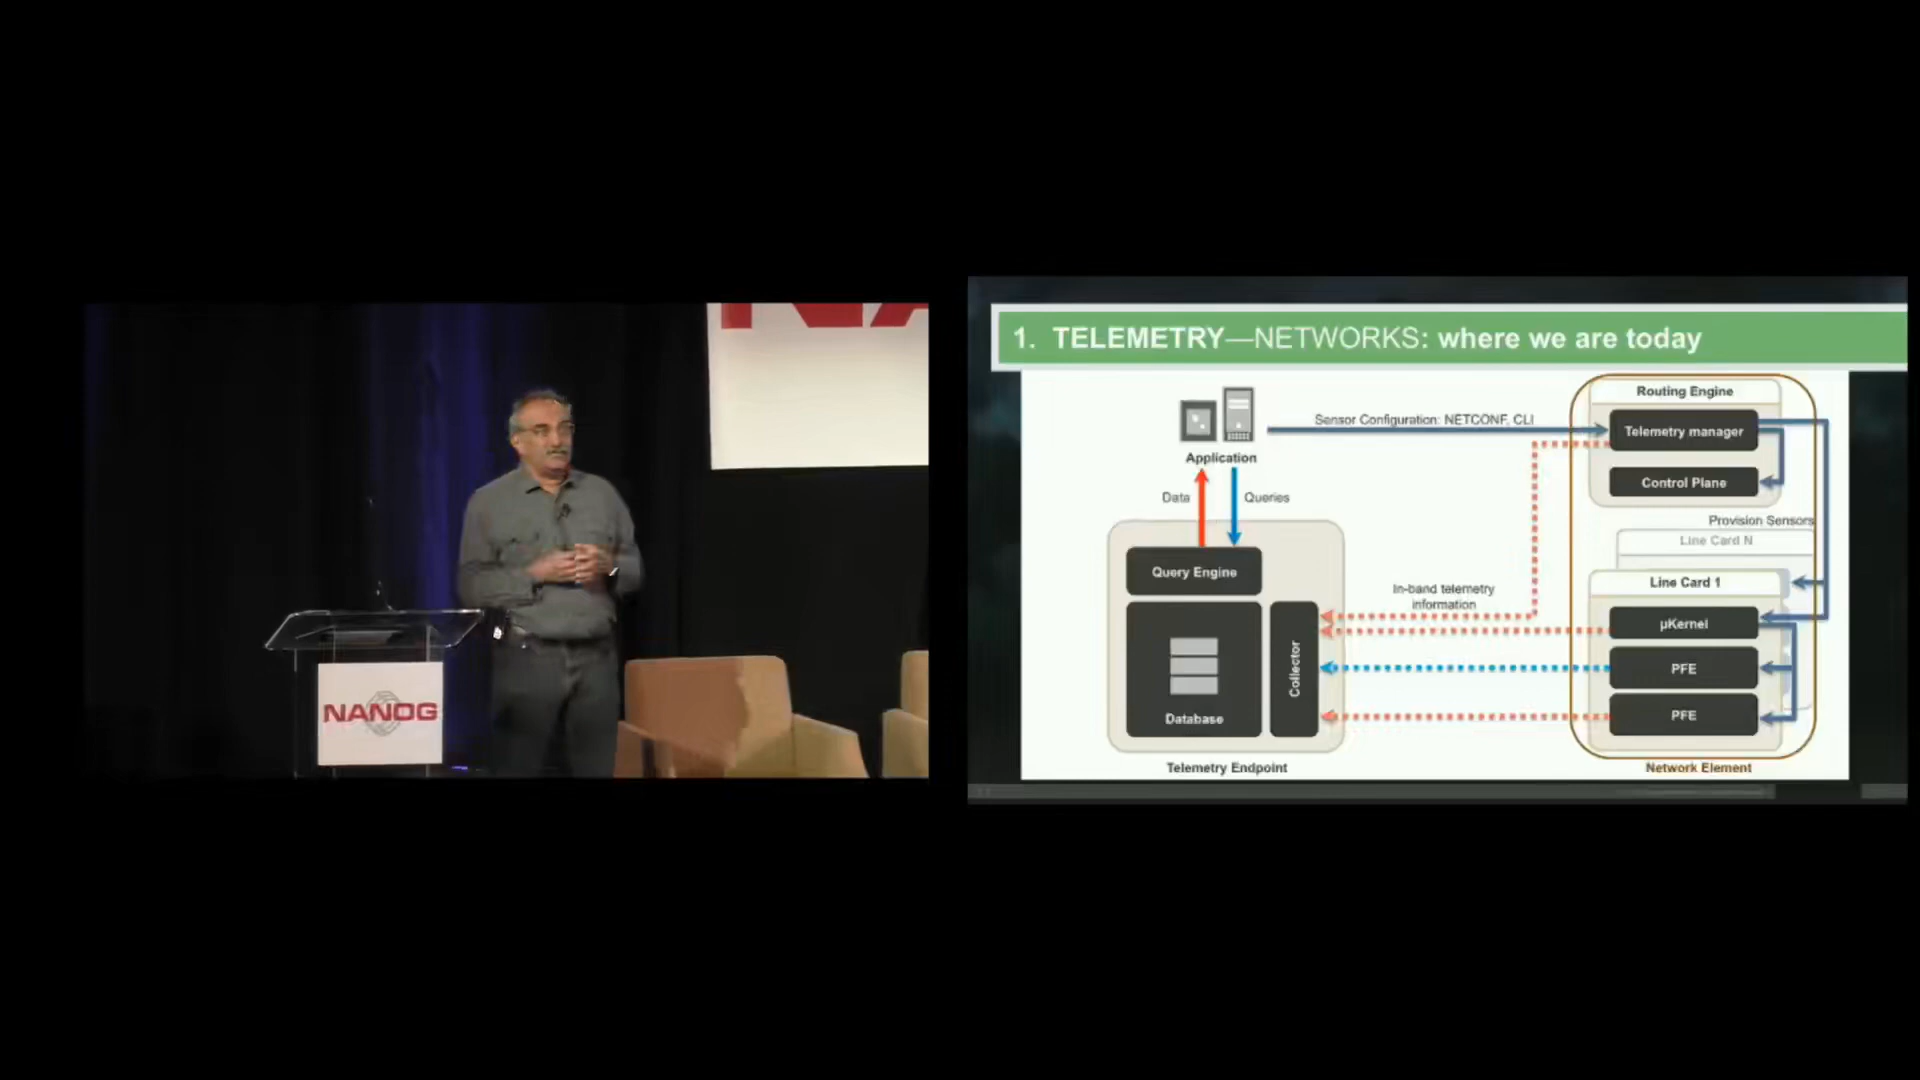 NANOG
1. TELEMETRY—NETWORKS: where we are today
Routing Engine
Sensor Configuration: NETCONF, CLI
Telemetry manager
Application
Control Plane
Data
Queries
Provision Sensors
Line Card N
Query Engine
Line Card 1
In-band telemetry
information
µKernel
Collector
PFE
Database
PFE
Telemetry Endpoint
Network Element